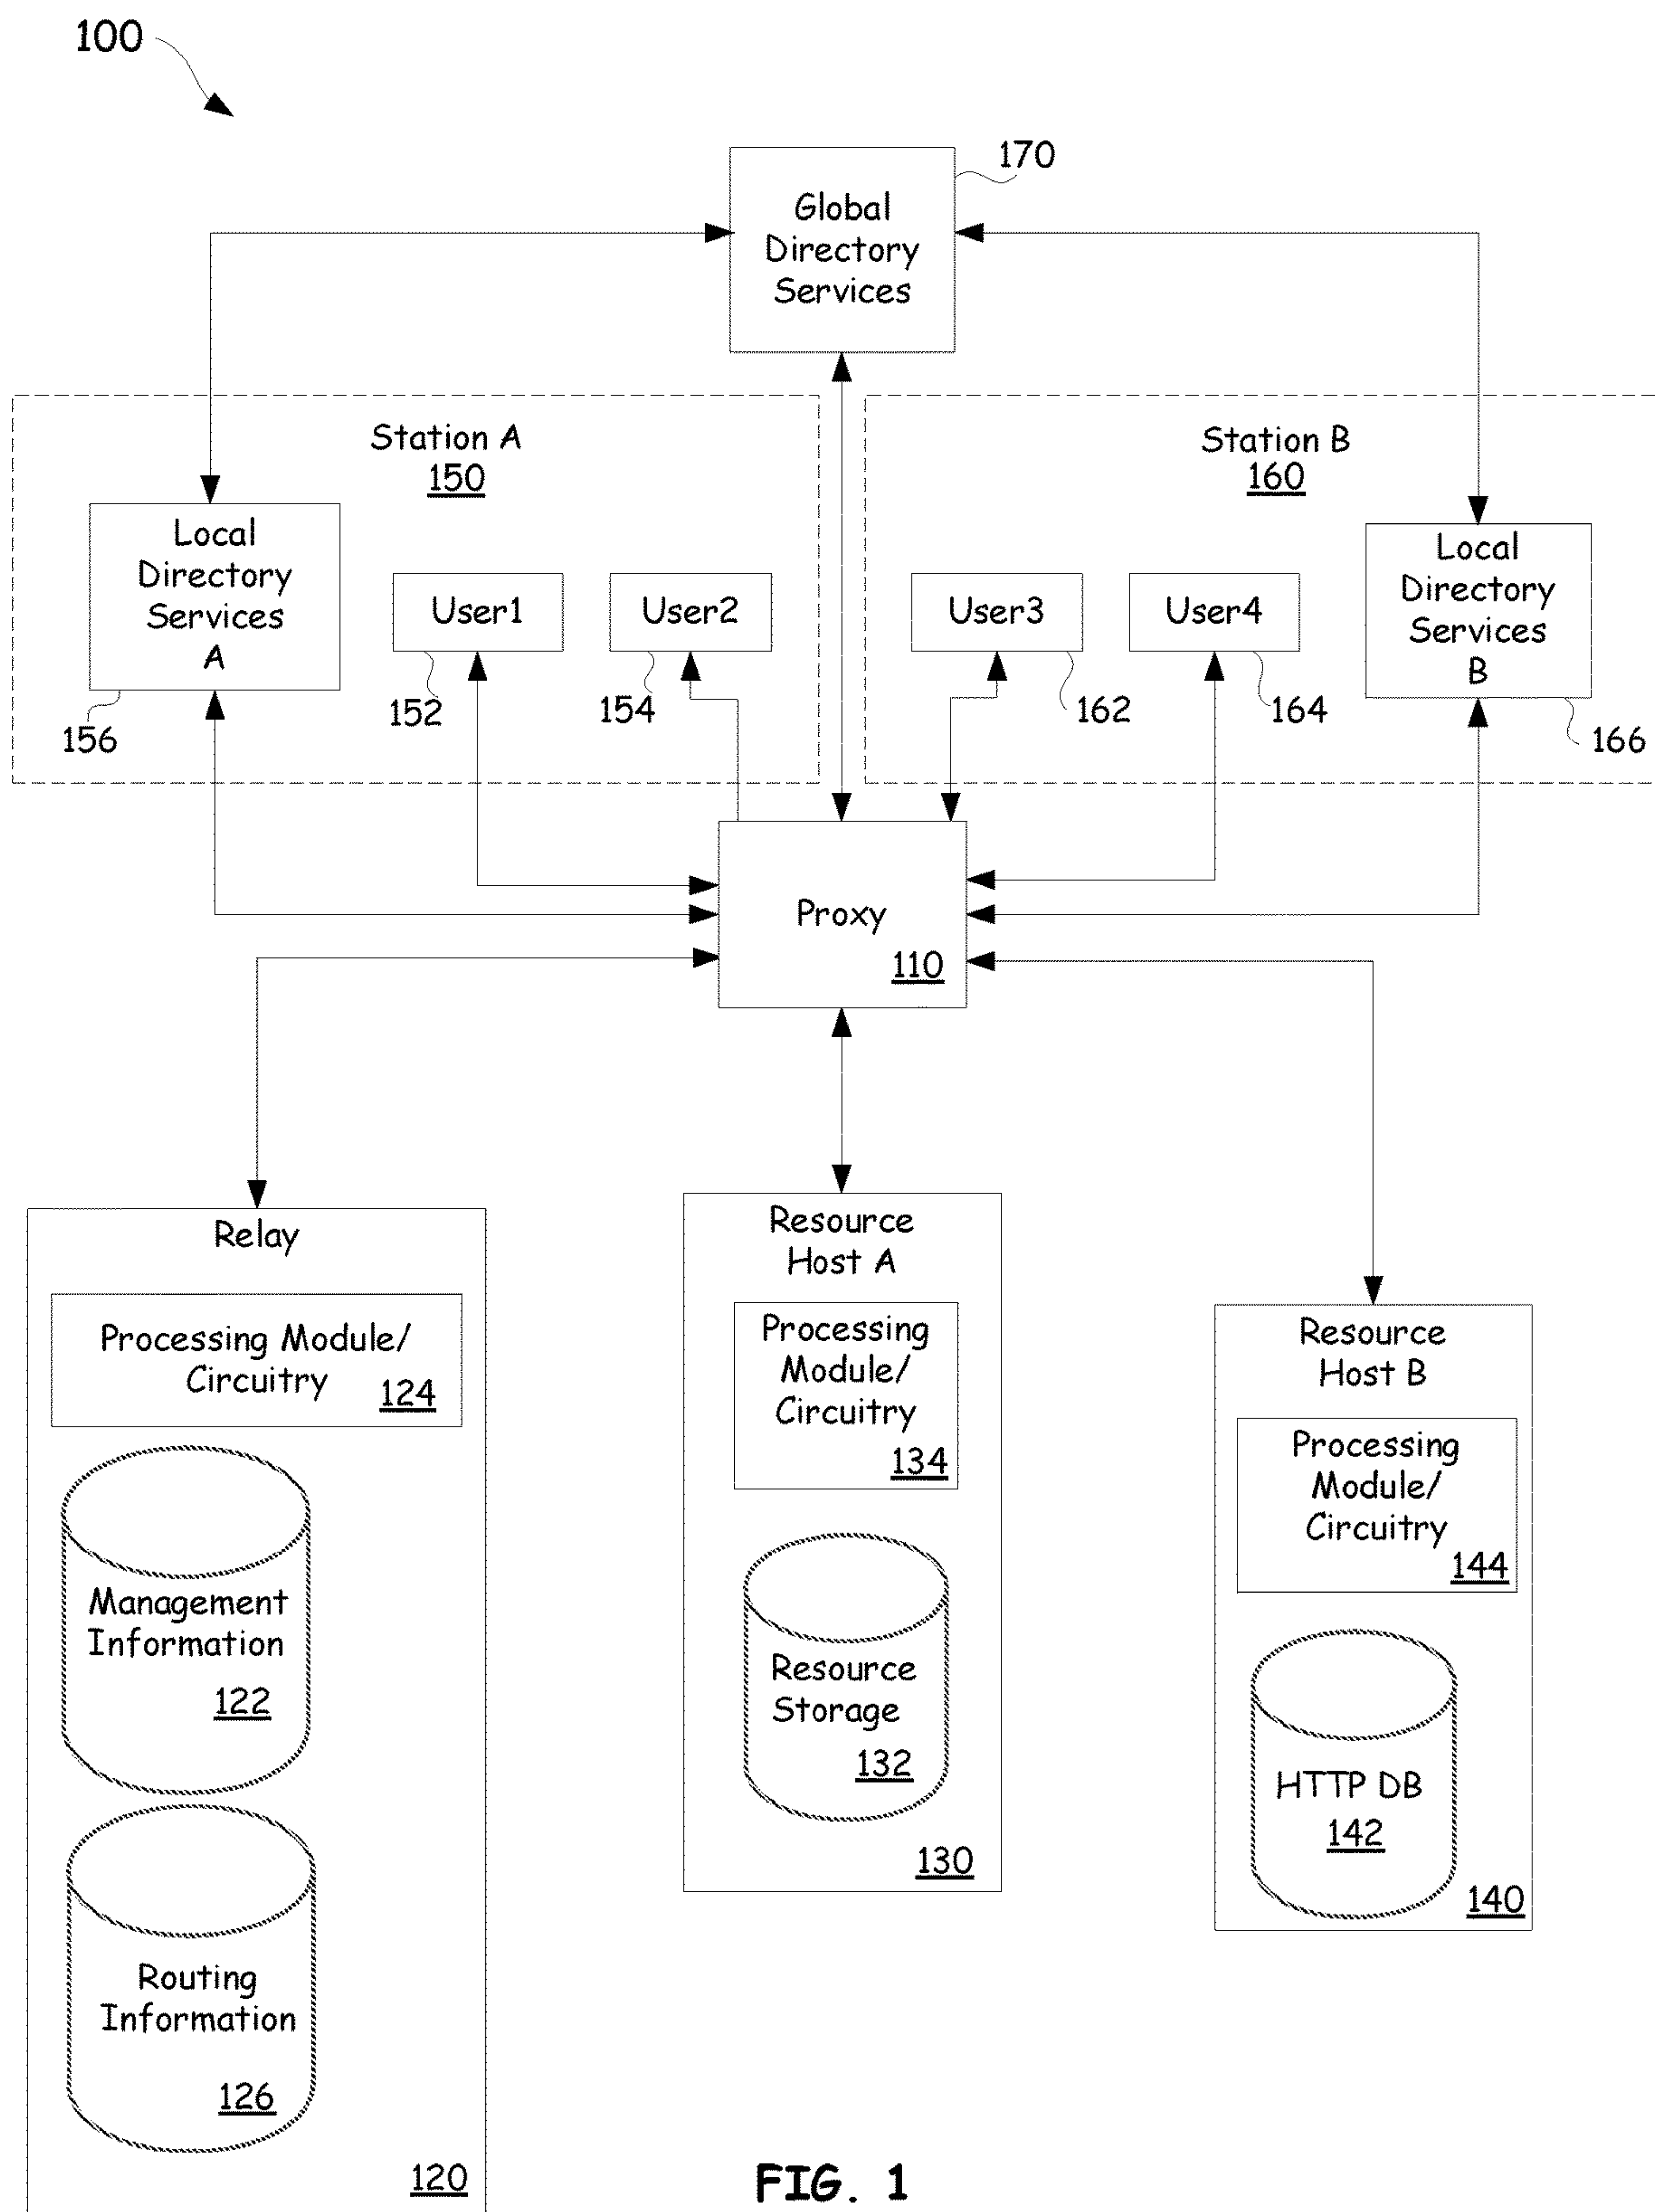 100
170
Global
Directory
Services
Station A
150
Station B
160
Local
Directory
Services
A
156
User1
152
User2
154
User3
162
User4
164
Local
Directory
Services
B
166
Proxy
110
Relay
Processing Module/
Circuitry
124
Management
Information
122
Routing
Information
126
120
Resource
Host A
Processing
Module/
Circuitry
134
Resource
Storage
132
130
Resource
Host B
Processing
Module/
Circuitry
144
HTTP DB
142
140
FIG. 1